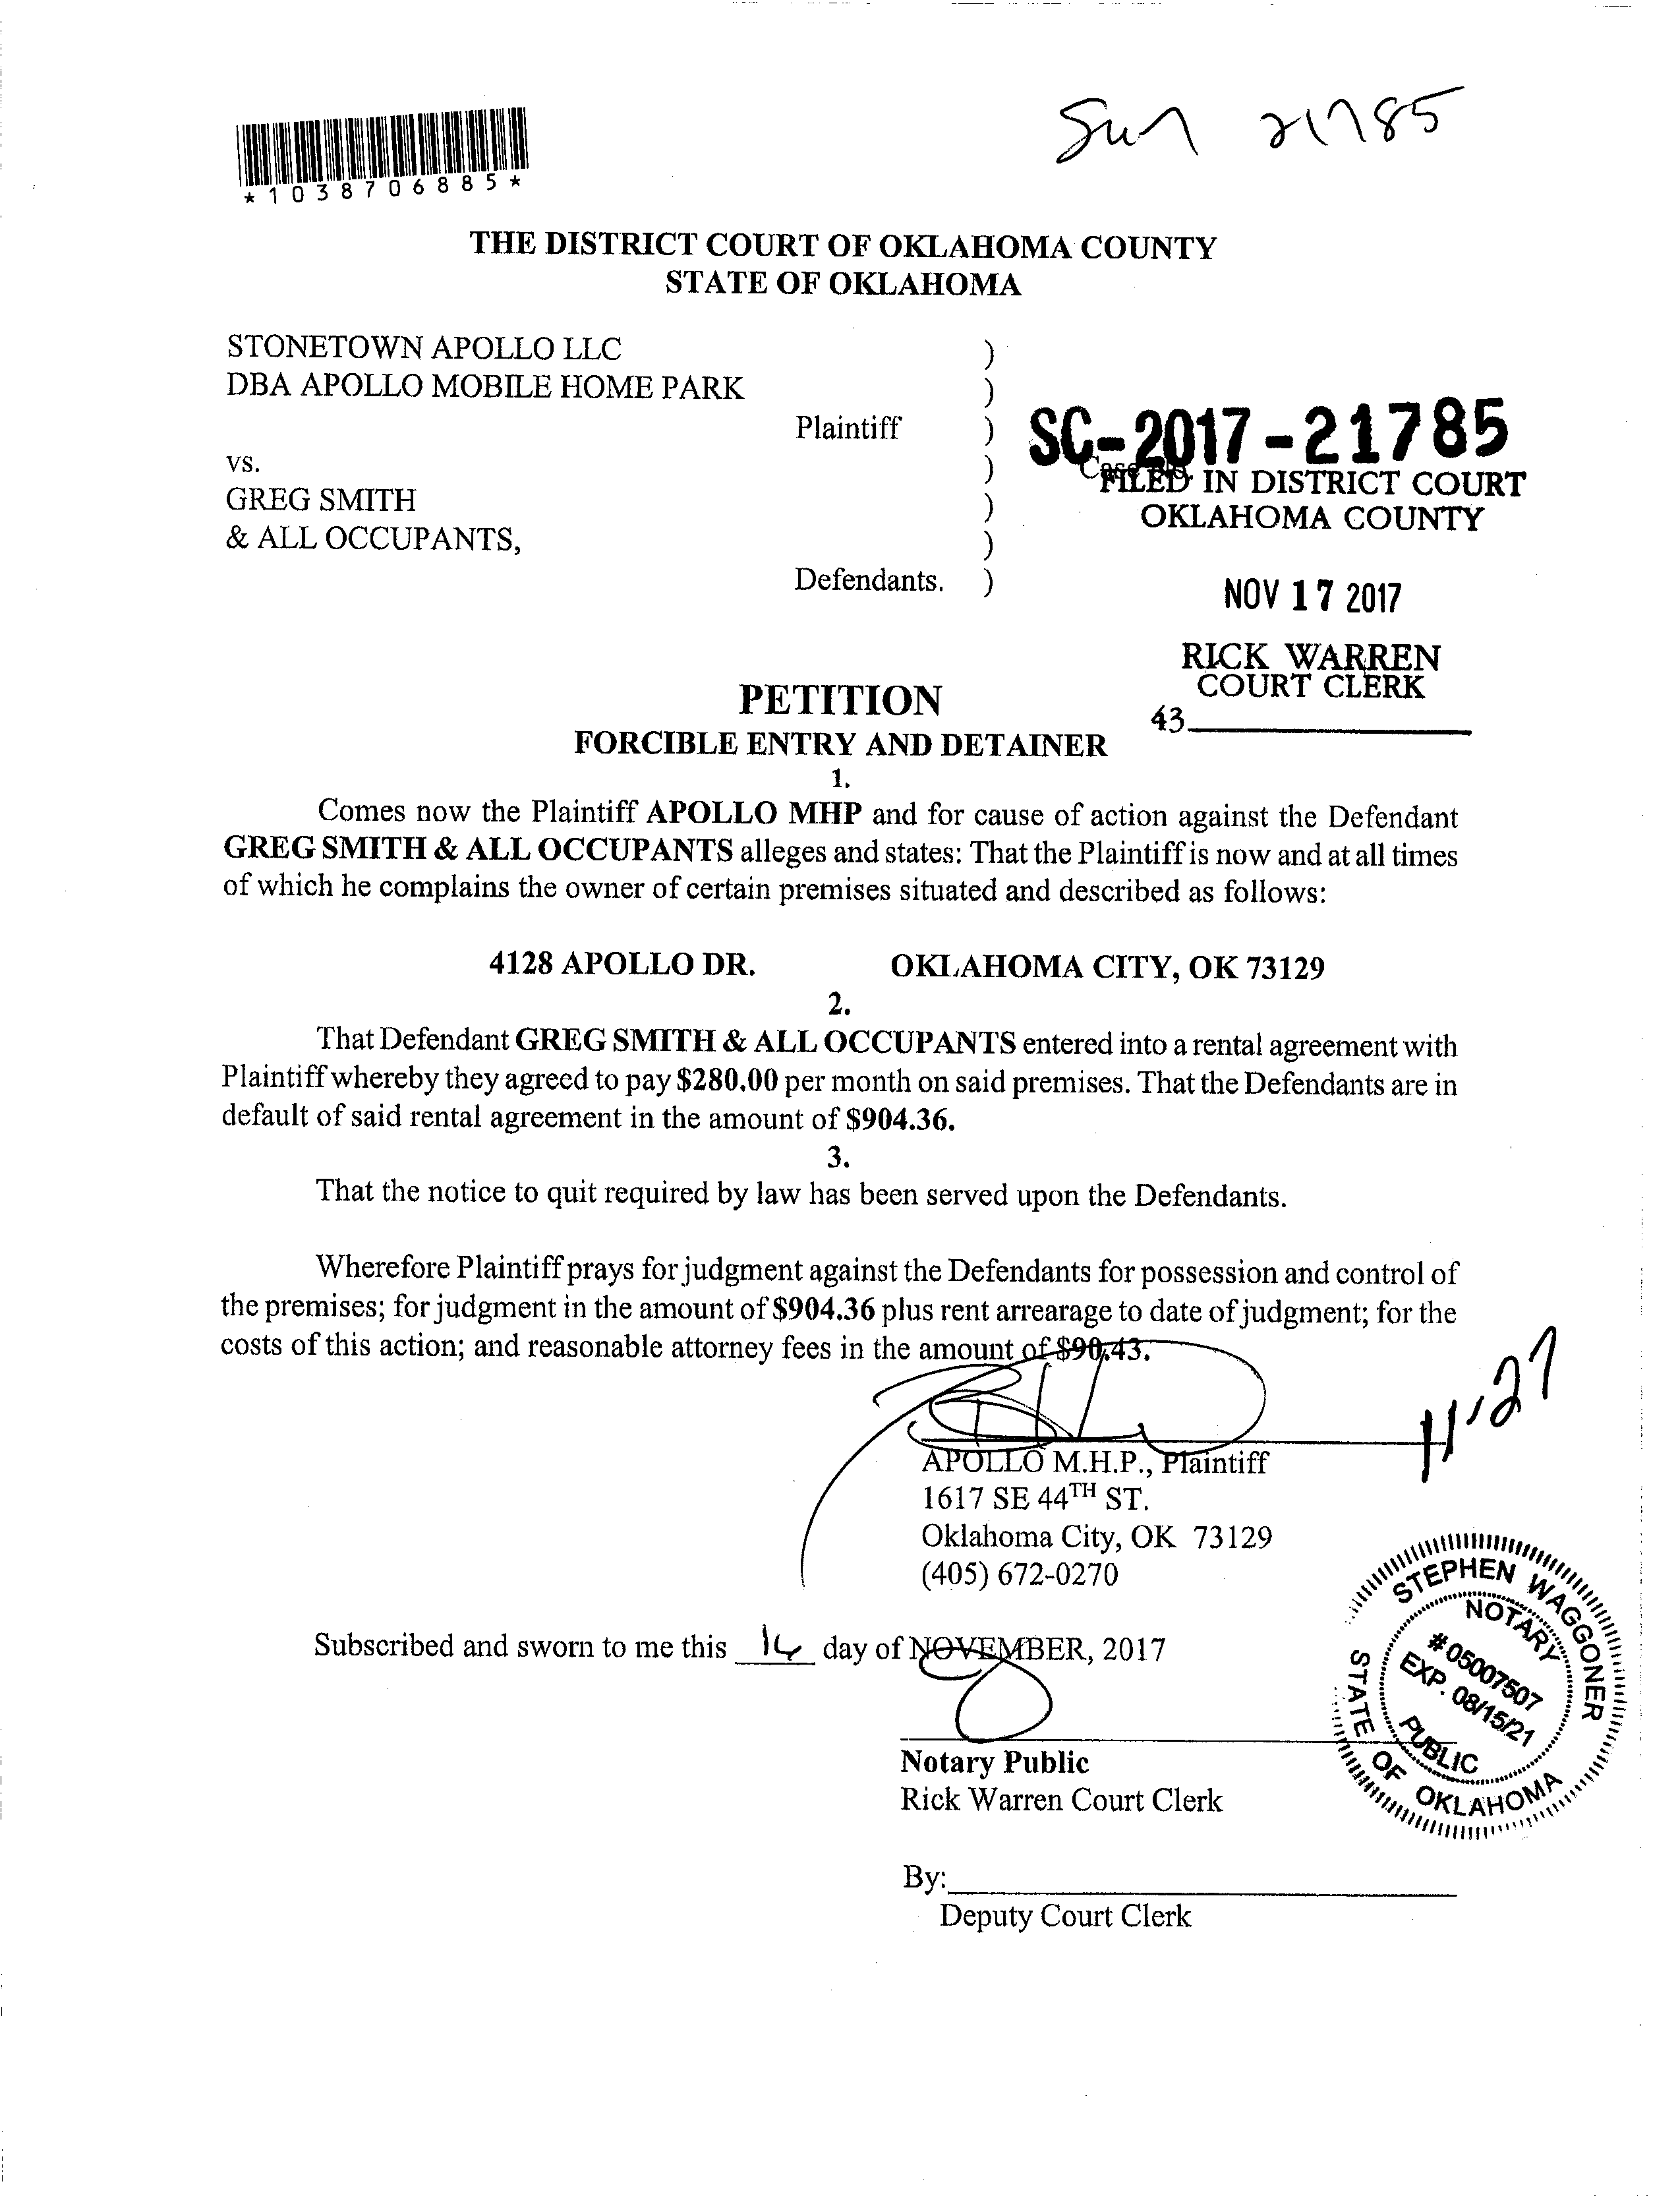 *1038706885*
21785
THE DISTRICT COURT OF OKLAHOMA COUNTY
STATE OF OKLAHOMA
STONETOWN APOLLO LLC )
DBA APOLLO MOBILE HOME PARK )
Plaintiff )
vs. )
GREG SMITH )
& ALL OCCUPANTS, )
Defendants. )
SC-2017-21785
FILED IN DISTRICT COURT
OKLAHOMA COUNTY
NOV 17 2017
RICK WARREN
COURT CLERK
43
PETITION
FORCIBLE ENTRY AND DETAINER
1.
Comes now the Plaintiff APOLLO MHP and for cause of action against the Defendant
GREG SMITH & ALL OCCUPANTS alleges and states: That the Plaintiff is now and at all times
of which he complains the owner of certain premises situated and described as follows:
4128 APOLLO DR. OKLAHOMA CITY, OK 73129
2.
That Defendant GREG SMITH & ALL OCCUPANTS entered into a rental agreement with
Plaintiff whereby they agreed to pay $280.00 per month on said premises. That the Defendants are in
default of said rental agreement in the amount of $904.36.
3.
That the notice to quit required by law has been served upon the Defendants.
Wherefore Plaintiff prays for judgment against the Defendants for possession and control of
the premises; for judgment in the amount of $904.36 plus rent arrearage to date of judgment; for the
costs of this action; and reasonable attorney fees in the amount of $90.43.
11-27
APOLLO M.H.P., Plaintiff
1617 SE 44TH ST.
Oklahoma City, OK 73129
(405) 672-0270
Subscribed and sworn to me this day of NOVEMBER, 2017
STEPHEN WAGGONER
NOTARY
#05007507
EXP. 08/15/21
PUBLIC
STATE OF OKLAHOMA
Notary Public
Rick Warren Court Clerk
By:
Deputy Court Clerk